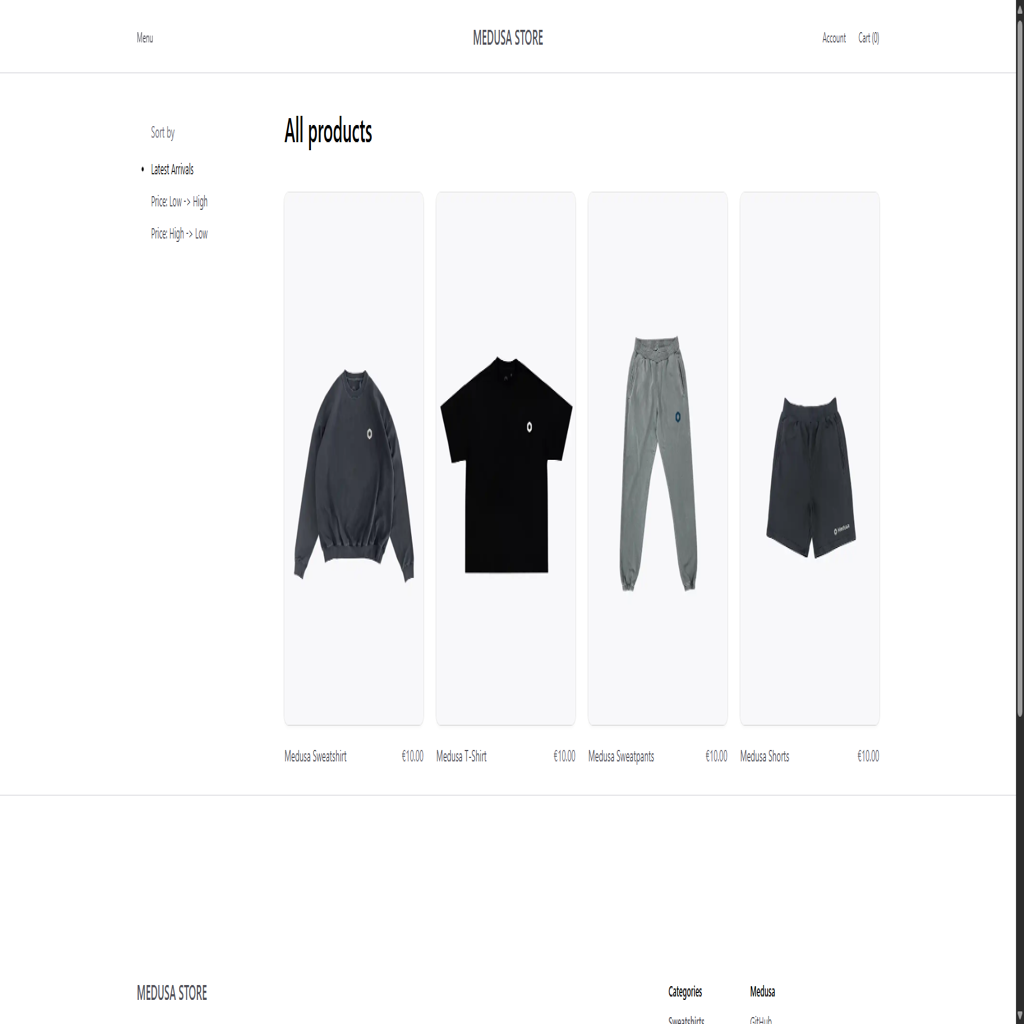 Menu
MEDUSA STORE
Account
Cart (0)
Sort by
Latest Arrivals
Price: Low -> High
Price: High -> Low
All products
Medusa Sweatshirt
€10.00
Medusa T-Shirt
€10.00
Medusa Sweatpants
€10.00
Medusa Shorts
€10.00
MEDUSA STORE
Categories
Medusa
Sweatshirts
GitHub